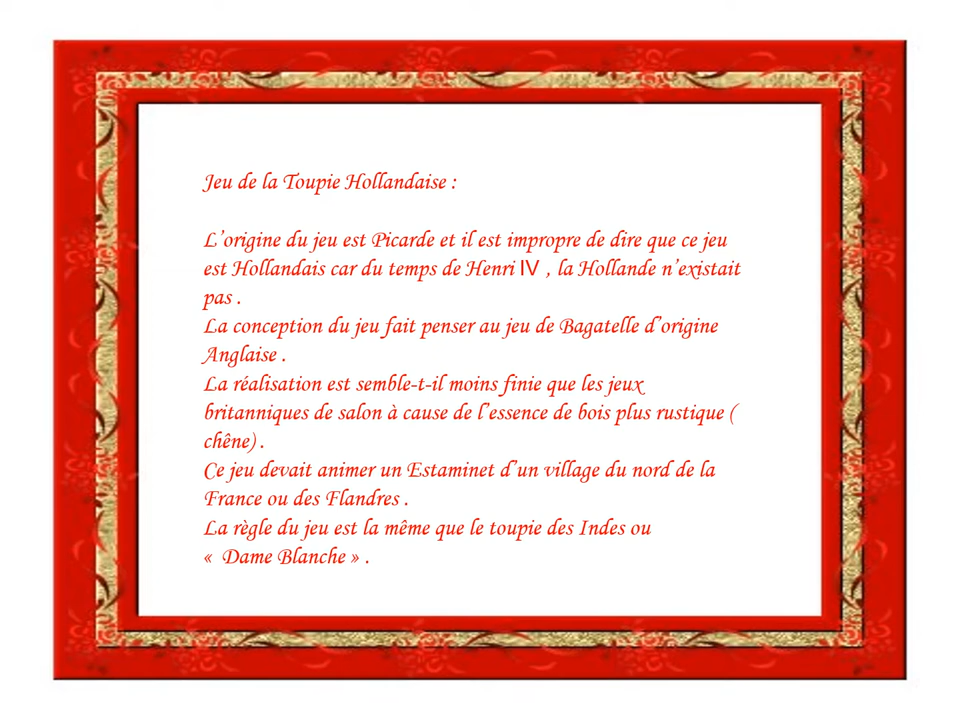 Jeu de la Toupie Hollandaise :
L’origine du jeu est Picarde et il est impropre de dire que ce jeu
est Hollandais car du temps de Henri IV , la Hollande n’existait
pas .
La conception du jeu fait penser au jeu de Bagatelle d’origine
Anglaise .
La réalisation est semble-t-il moins finie que les jeux
britanniques de salon à cause de l’essence de bois plus rustique (
chêne) .
Ce jeu devait animer un Estaminet d’un village du nord de la
France ou des Flandres .
La règle du jeu est la même que le toupie des Indes ou
« Dame Blanche » .